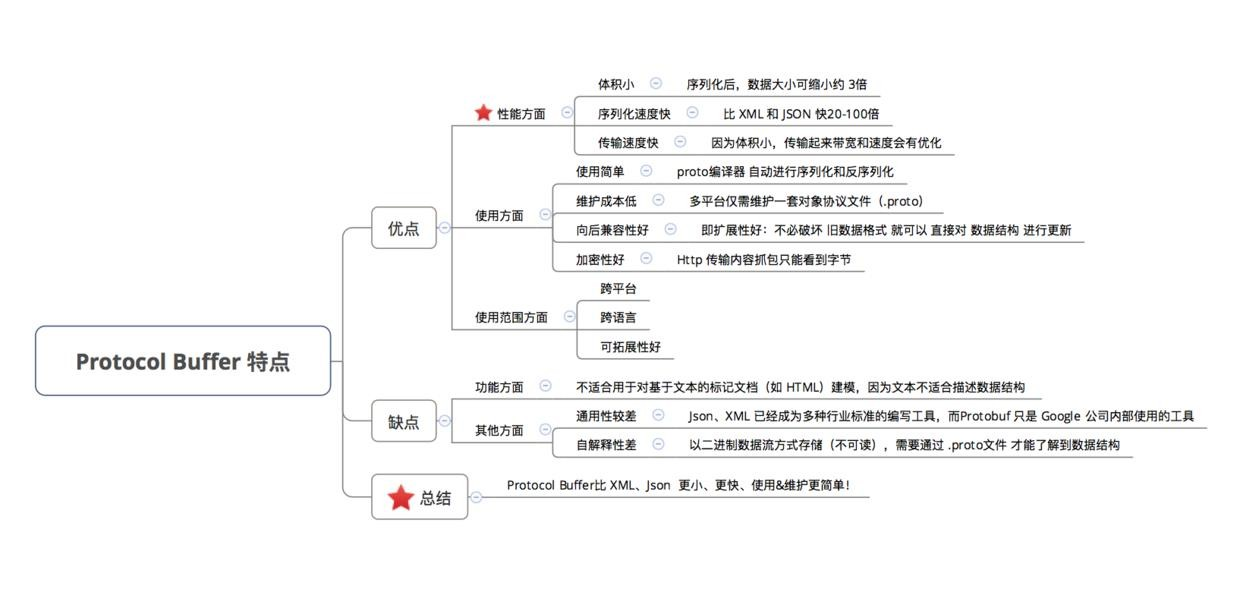 Protocol Buffer 特点
优点
性能方面
体积小 序列化后，数据大小可缩小约 3倍
序列化速度快 比 XML 和 JSON 快20-100倍
传输速度快 因为体积小，传输起来带宽和速度会有优化
使用方面
使用简单 proto编译器 自动进行序列化和反序列化
维护成本低 多平台仅需维护一套对象协议文件（.proto）
向后兼容性好 即扩展性好：不必破坏 旧数据格式 就可以 直接对 数据结构 进行更新
加密性好 Http 传输内容抓包只能看到字节
使用范围方面
跨平台
跨语言
可拓展性好
缺点
功能方面 不适合用于对基于文本的标记文档（如 HTML）建模，因为文本不适合描述数据结构
其他方面
通用性较差 Json、XML 已经成为多种行业标准的编写工具，而Protobuf 只是 Google 公司内部使用的工具
自解释性差 以二进制数据流方式存储（不可读），需要通过 .proto文件 才能了解到数据结构
总结 Protocol Buffer比 XML、Json 更小、更快、使用&维护更简单！